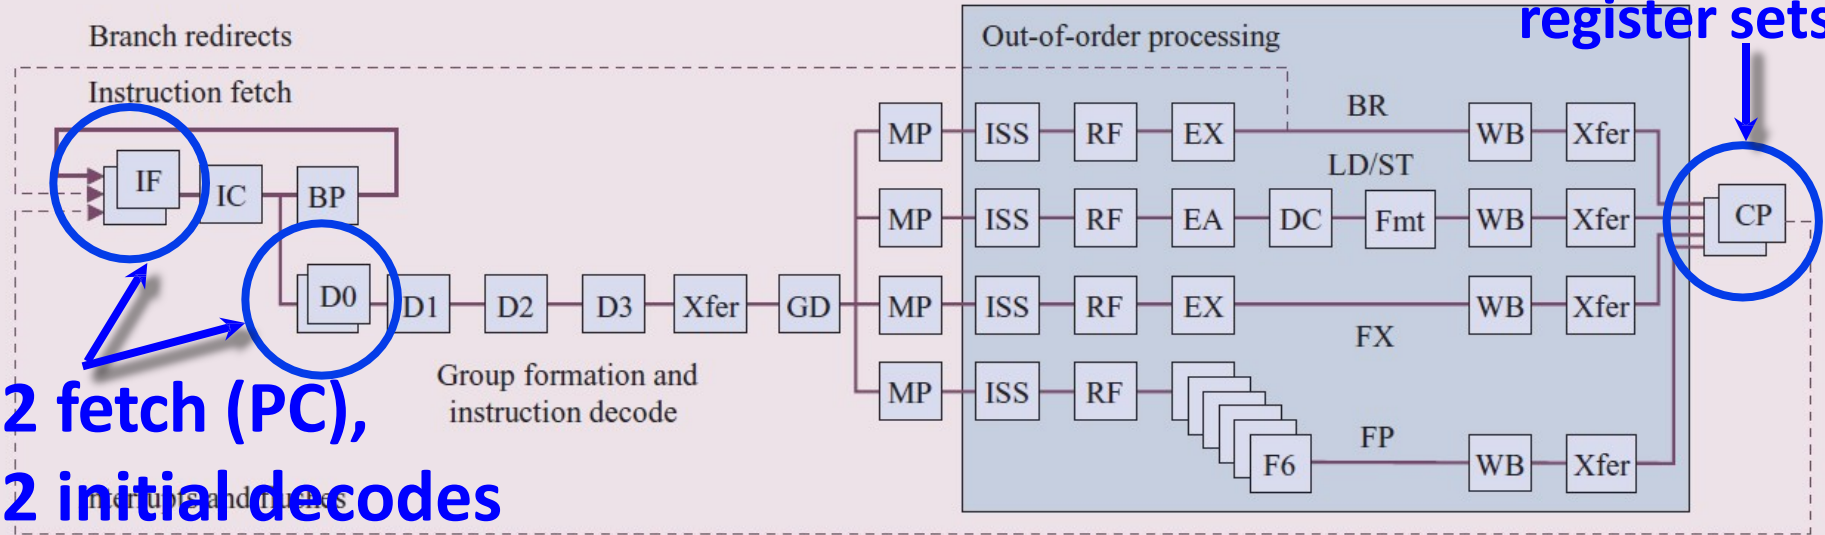 register sets
Branch redirects
Out-of-order processing
Instruction fetch
BR
MP ISS RF EX WB Xfer
LD/ST
IF IC BP
MP ISS RF EA DC Fmt WB Xfer CP
D0 D1 D2 D3 Xfer GD MP ISS RF EX WB Xfer
FX
Group formation and
instruction decode
MP ISS RF
FP
F6 WB Xfer
2 fetch (PC),
2 initial decodes
Interrupts and flushes